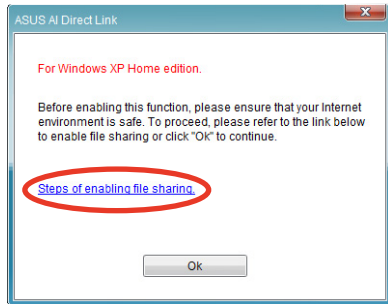 ASUS AI Direct Link
For Windows XP Home edition.
Before enabling this function, please ensure that your Internet
environment is safe. To proceed, please refer to the link below
to enable file sharing or click "Ok" to continue.
Steps of enabling file sharing.
Ok